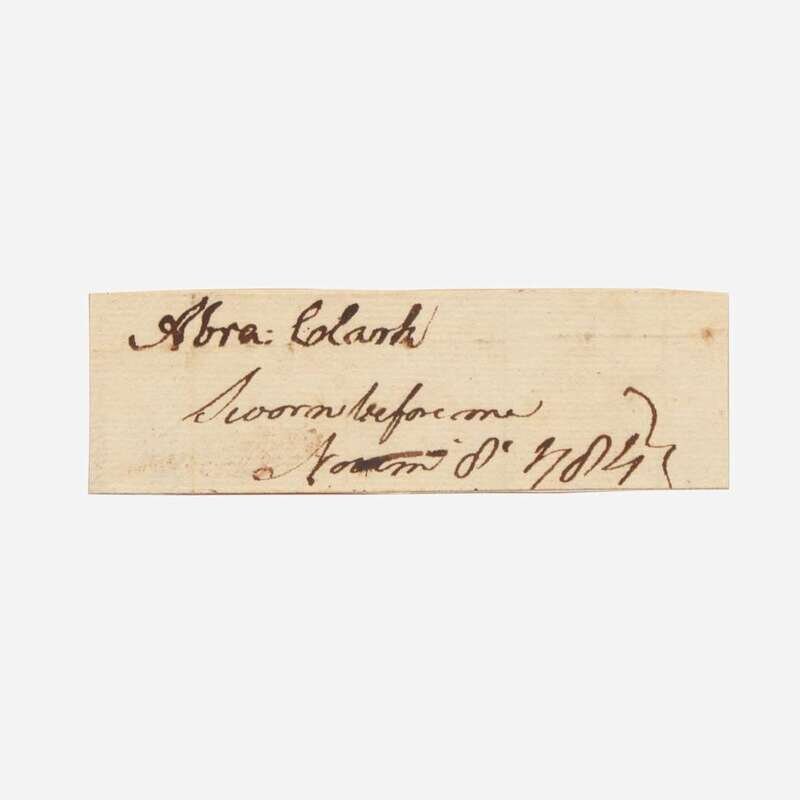 Abra: Clark
Sworn before me
Novem 8. 1784